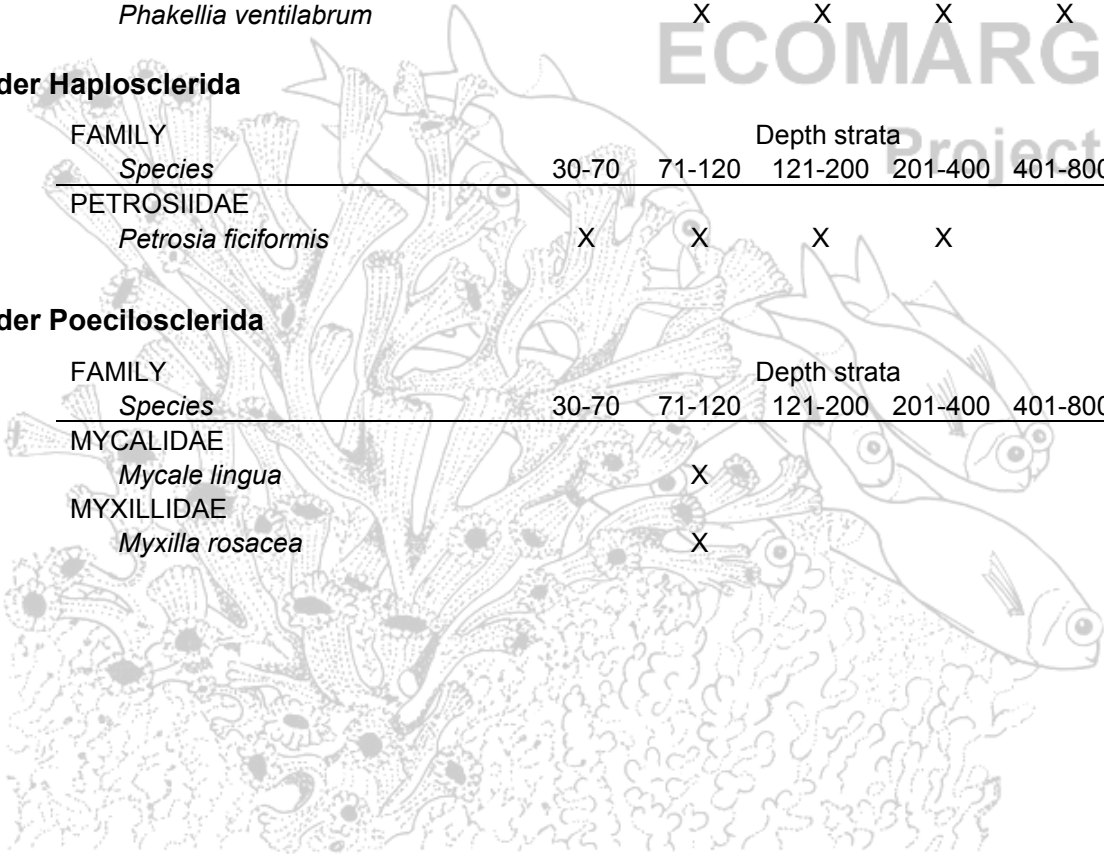 Phakellia ventilabrum X X X X
ECOMARG
der Haplosclerida
FAMILY Depth strata
Project
Species 30-70 71-120 121-200 201-400 401-800
PETROSIIDAE
Petrosia ficiformis X X X X
der Poecilosclerida
FAMILY Depth strata
Species 30-70 71-120 121-200 201-400 401-800
MYCALIDAE
Mycale lingua X
MYXILLIDAE
Myxilla rosacea X